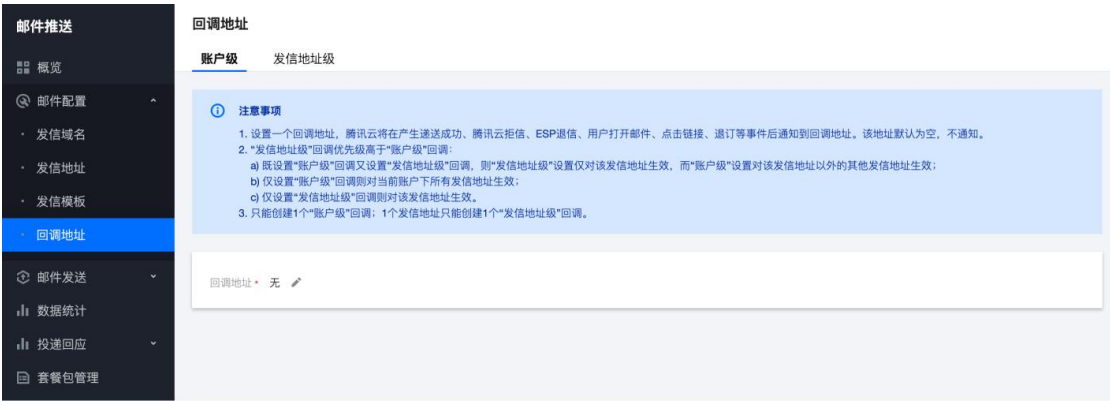 邮件推送
概览
邮件配置
· 发信域名
· 发信地址
· 发信模板
· 回调地址
邮件发送
数据统计
投递回应
套餐包管理
回调地址
账户级 发信地址级
注意事项
1. 设置一个回调地址，腾讯云将在产生递送成功、腾讯云拒信、ESP退信、用户打开邮件、点击链接、退订等事件后通知到回调地址。该地址默认为空，不通知。
2. “发信地址级”回调优先级高于“账户级”回调：
a) 既设置“账户级”回调又设置“发信地址级”回调，则“发信地址级”设置仅对该发信地址生效，而“账户级”设置对该发信地址以外的其他发信地址生效；
b) 仅设置“账户级”回调则对当前账户下所有发信地址生效；
c) 仅设置“发信地址级”回调则对该发信地址生效。
3. 只能创建1个“账户级”回调；1个发信地址只能创建1个“发信地址级”回调。
回调地址 * 无